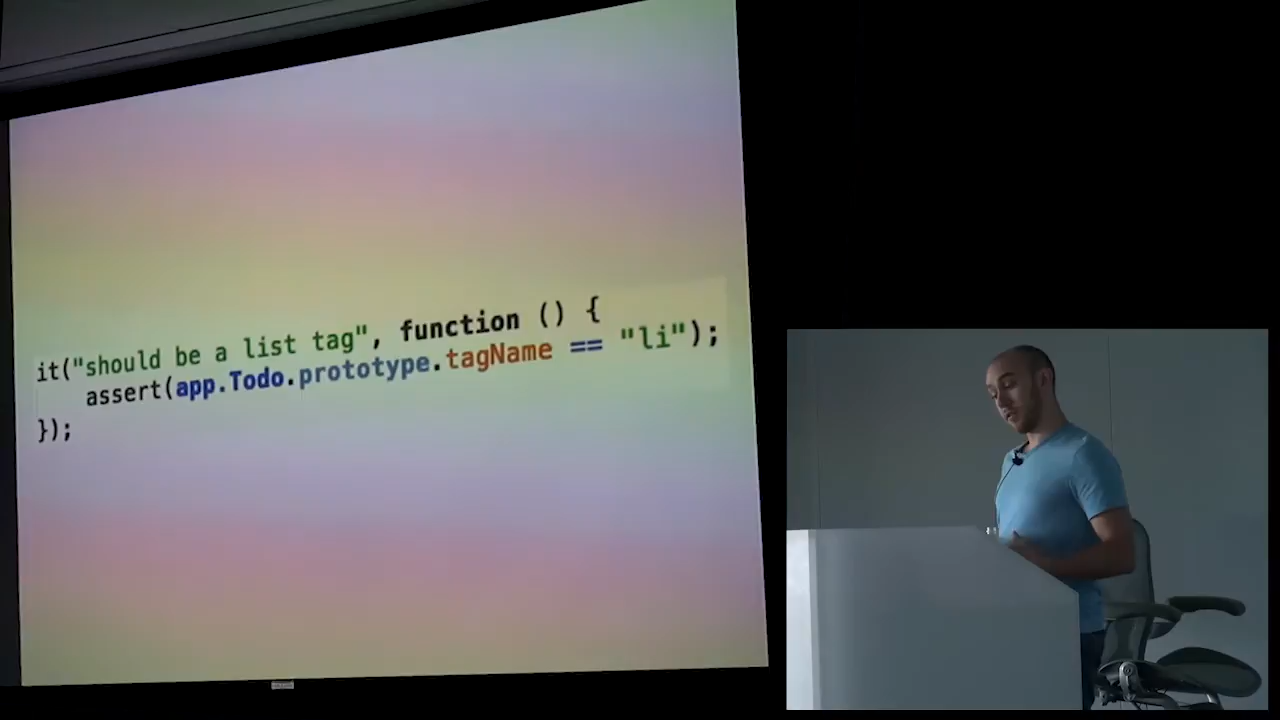 it("should be a list tag", function () {
    assert(app.Todo.prototype.tagName == "li");
});